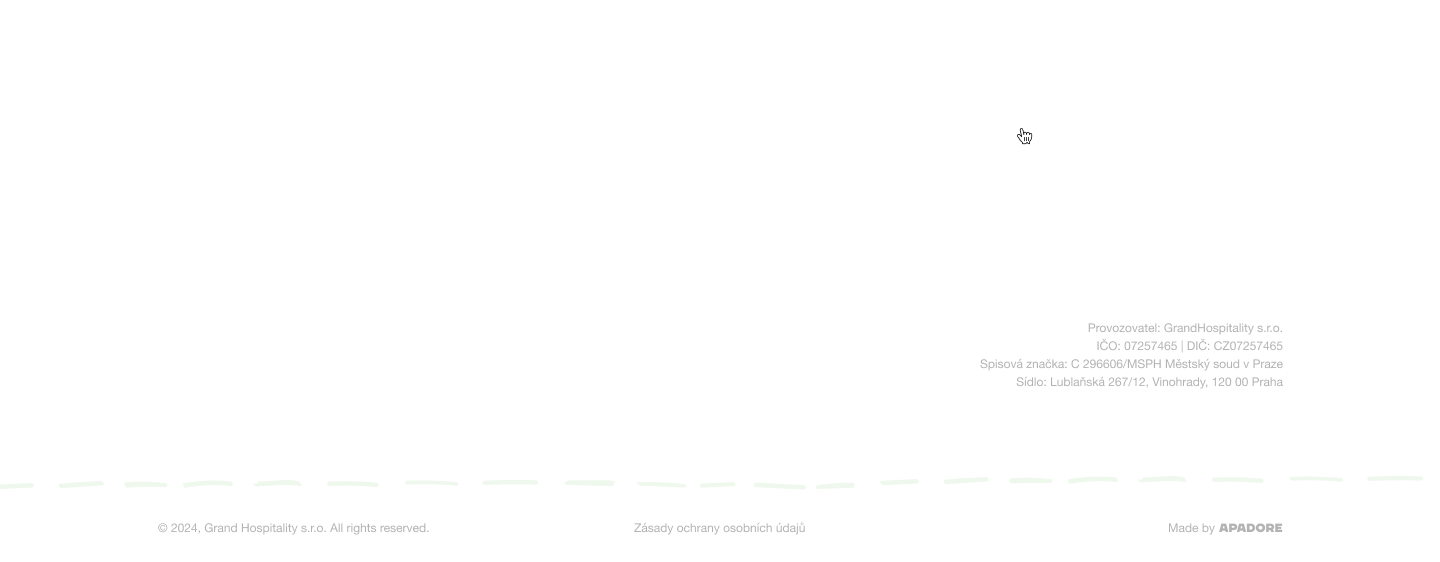 Provozovatel: GrandHospitality s.r.o.
IČO: 07257465 | DIČ: CZ07257465
Spisová značka: C 296606/MSPH Městský soud v Praze
Sídlo: Lublaňská 267/12, Vinohrady, 120 00 Praha
© 2024, Grand Hospitality s.r.o. All rights reserved.
Zásady ochrany osobních údajů
Made by APADORE